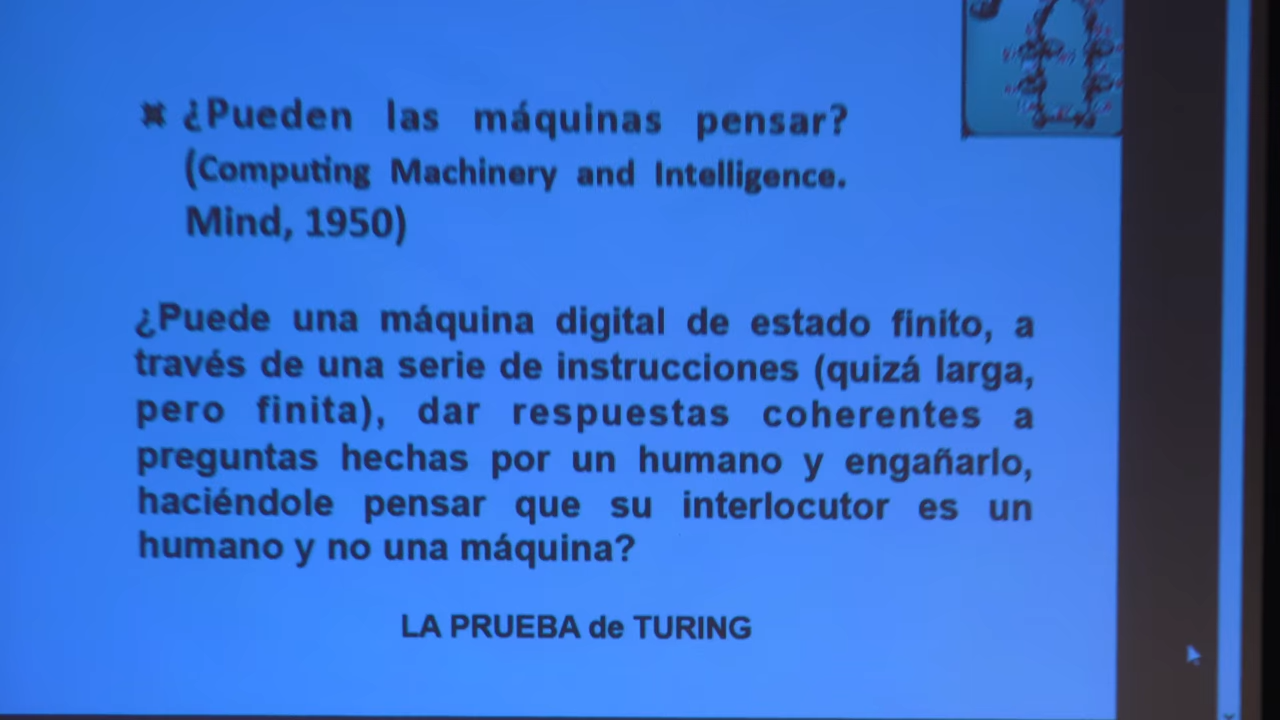 ¿Pueden las máquinas pensar?
(Computing Machinery and Intelligence.
Mind, 1950)
¿Puede una máquina digital de estado finito, a
través de una serie de instrucciones (quizá larga,
pero finita), dar respuestas coherentes a
preguntas hechas por un humano y engañarlo,
haciéndole pensar que su interlocutor es un
humano y no una máquina?
LA PRUEBA de TURING